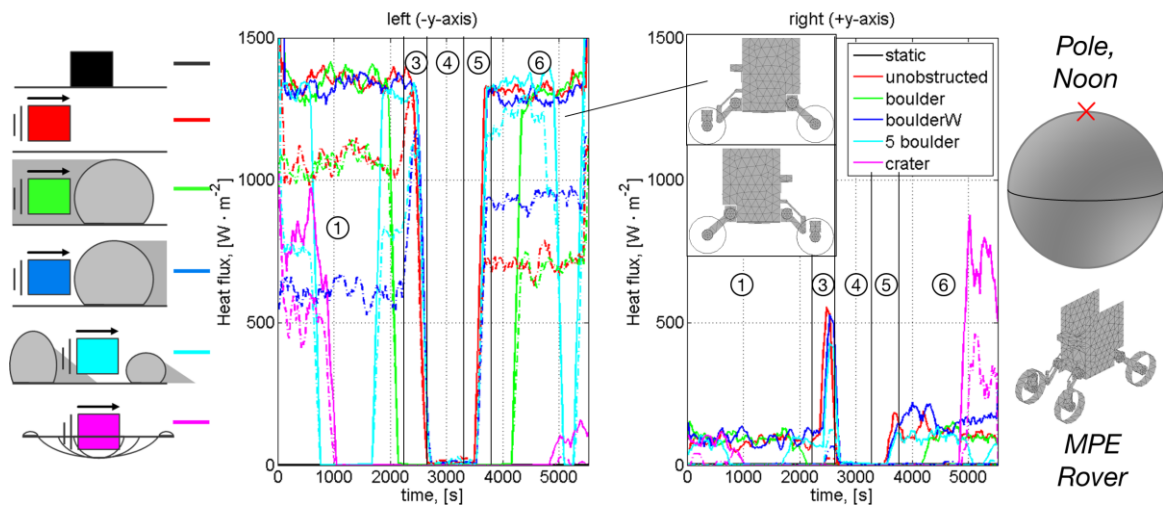 left (-y-axis)
Heat flux, [W · m⁻²]
1500
1000
500
0
① ③ ④ ⑤ ⑥
0 1000 2000 3000 4000 5000
time, [s]
right (+y-axis)
Heat flux, [W · m⁻²]
1500
1000
500
0
① ③ ④ ⑤ ⑥
0 1000 2000 3000 4000 5000
time, [s]
static
unobstructed
boulder
boulderW
5 boulder
crater
Pole,
Noon
MPE
Rover